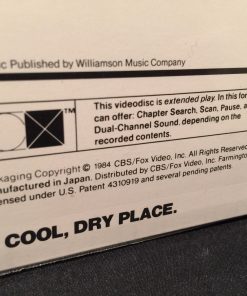 ic Published by Williamson Music Company
CX ™
This videodisc is extended play. In this for
can offer: Chapter Search, Scan, Pause, a
Dual-Channel Sound, depending on the
recorded contents.
ckaging Copyright © 1984 CBS/Fox Video, Inc. All Rights Reserved.
anufactured in Japan. Distributed by CBS/Fox Video, Inc. Farmingto
ensed under U.S. Patent 4310919 and several pending patents.
COOL, DRY PLACE.